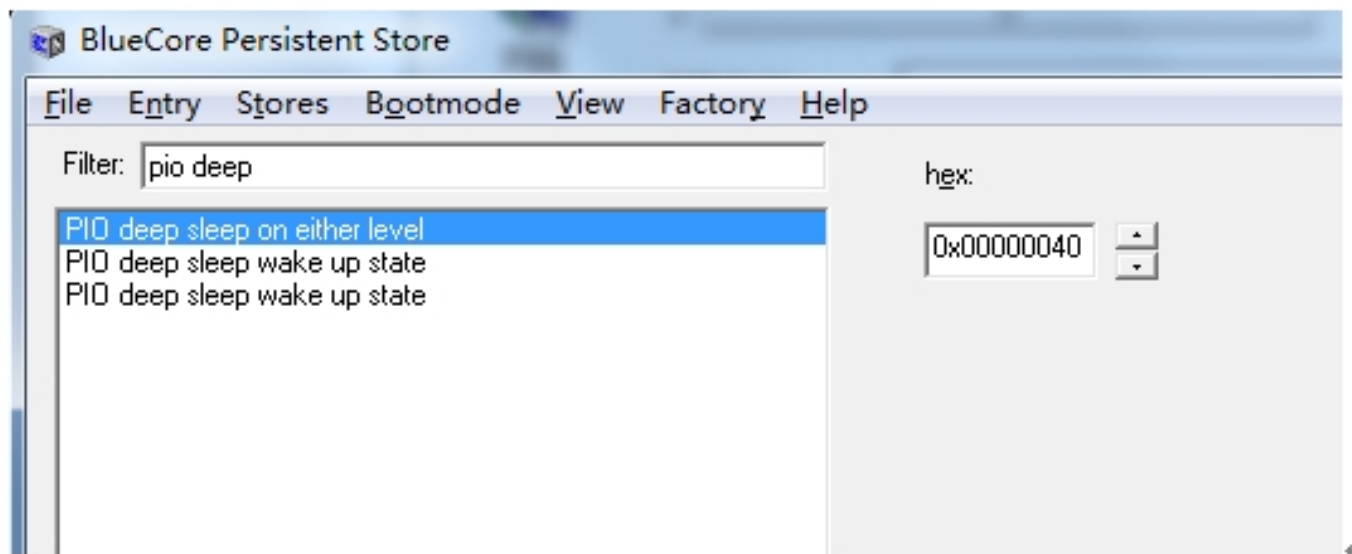 BlueCore Persistent Store
File Entry Stores Bootmode View Factory Help
Filter: pio deep
hex:
PIO deep sleep on either level
0x00000040
PIO deep sleep wake up state
PIO deep sleep wake up state